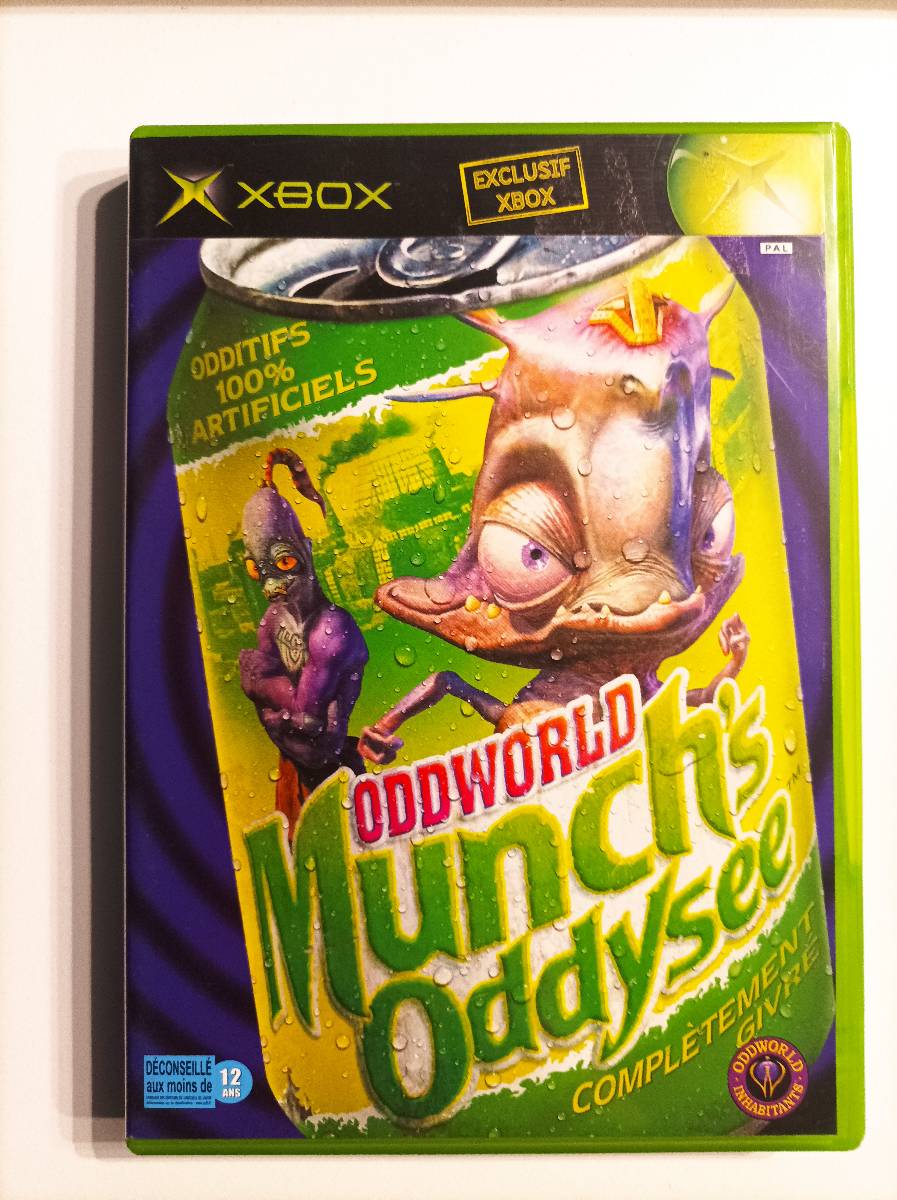 XBOX
EXCLUSIF
XBOX
PAL
ODDITIFS
100%
ARTIFICIELS
ODDWORLD
Munch's
Oddysee
TM
COMPLÈTEMENT
GIVRÉ
DÉCONSEILLÉ
aux moins de
12
ANS
ODDWORLD
INHABITANTS